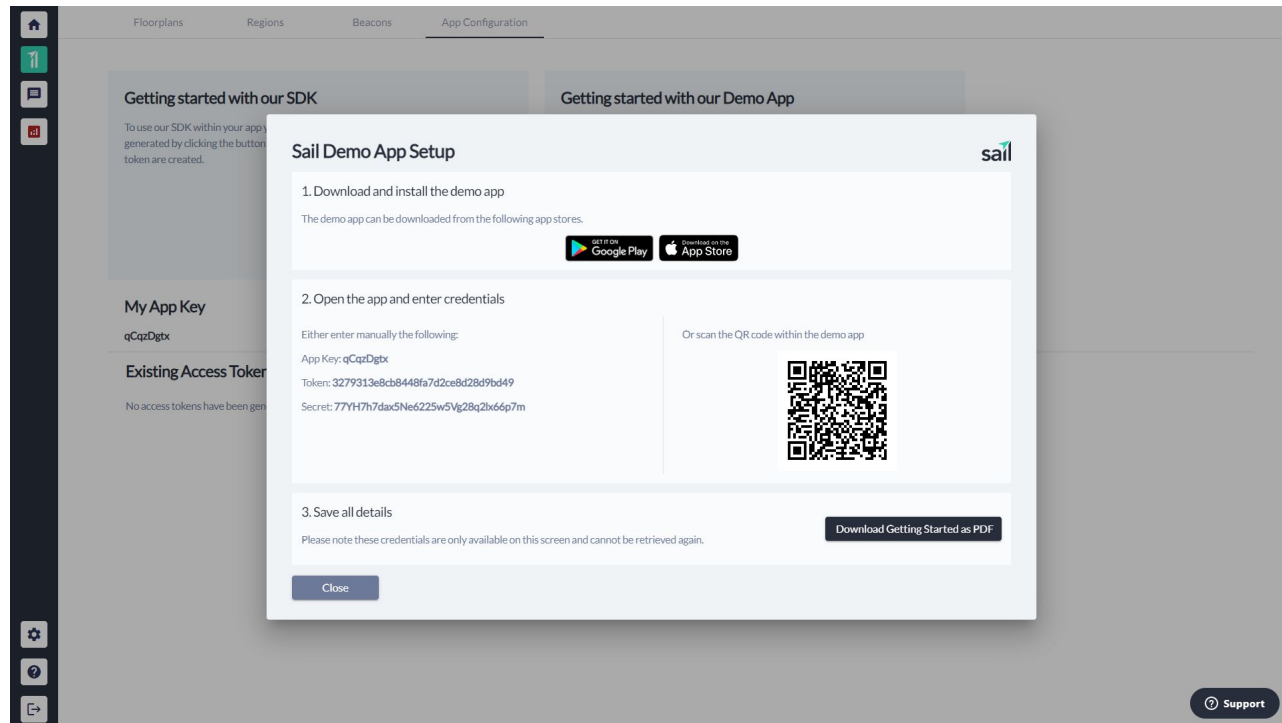 Floorplans Regions Beacons App Configuration
Getting started with our SDK
To use our SDK within your app
generated by clicking the button
token are created.
Getting started with our Demo App
Sail Demo App Setup
sail
1. Download and install the demo app
The demo app can be downloaded from the following app stores.
GET IT ON
Google Play
Download on the
App Store
2. Open the app and enter credentials
Either enter manually the following:
App Key: qCqzDgtx
Token: 3279313e8cb8448fa7d2ce8d28d9bd49
Secret: 77YH7h7dax5Ne6225w5Vg28q2lx66p7m
Or scan the QR code within the demo app
3. Save all details
Please note these credentials are only available on this screen and cannot be retrieved again.
Download Getting Started as PDF
Close
My App Key
qCqzDgtx
Existing Access Token
No access tokens have been gen
Support